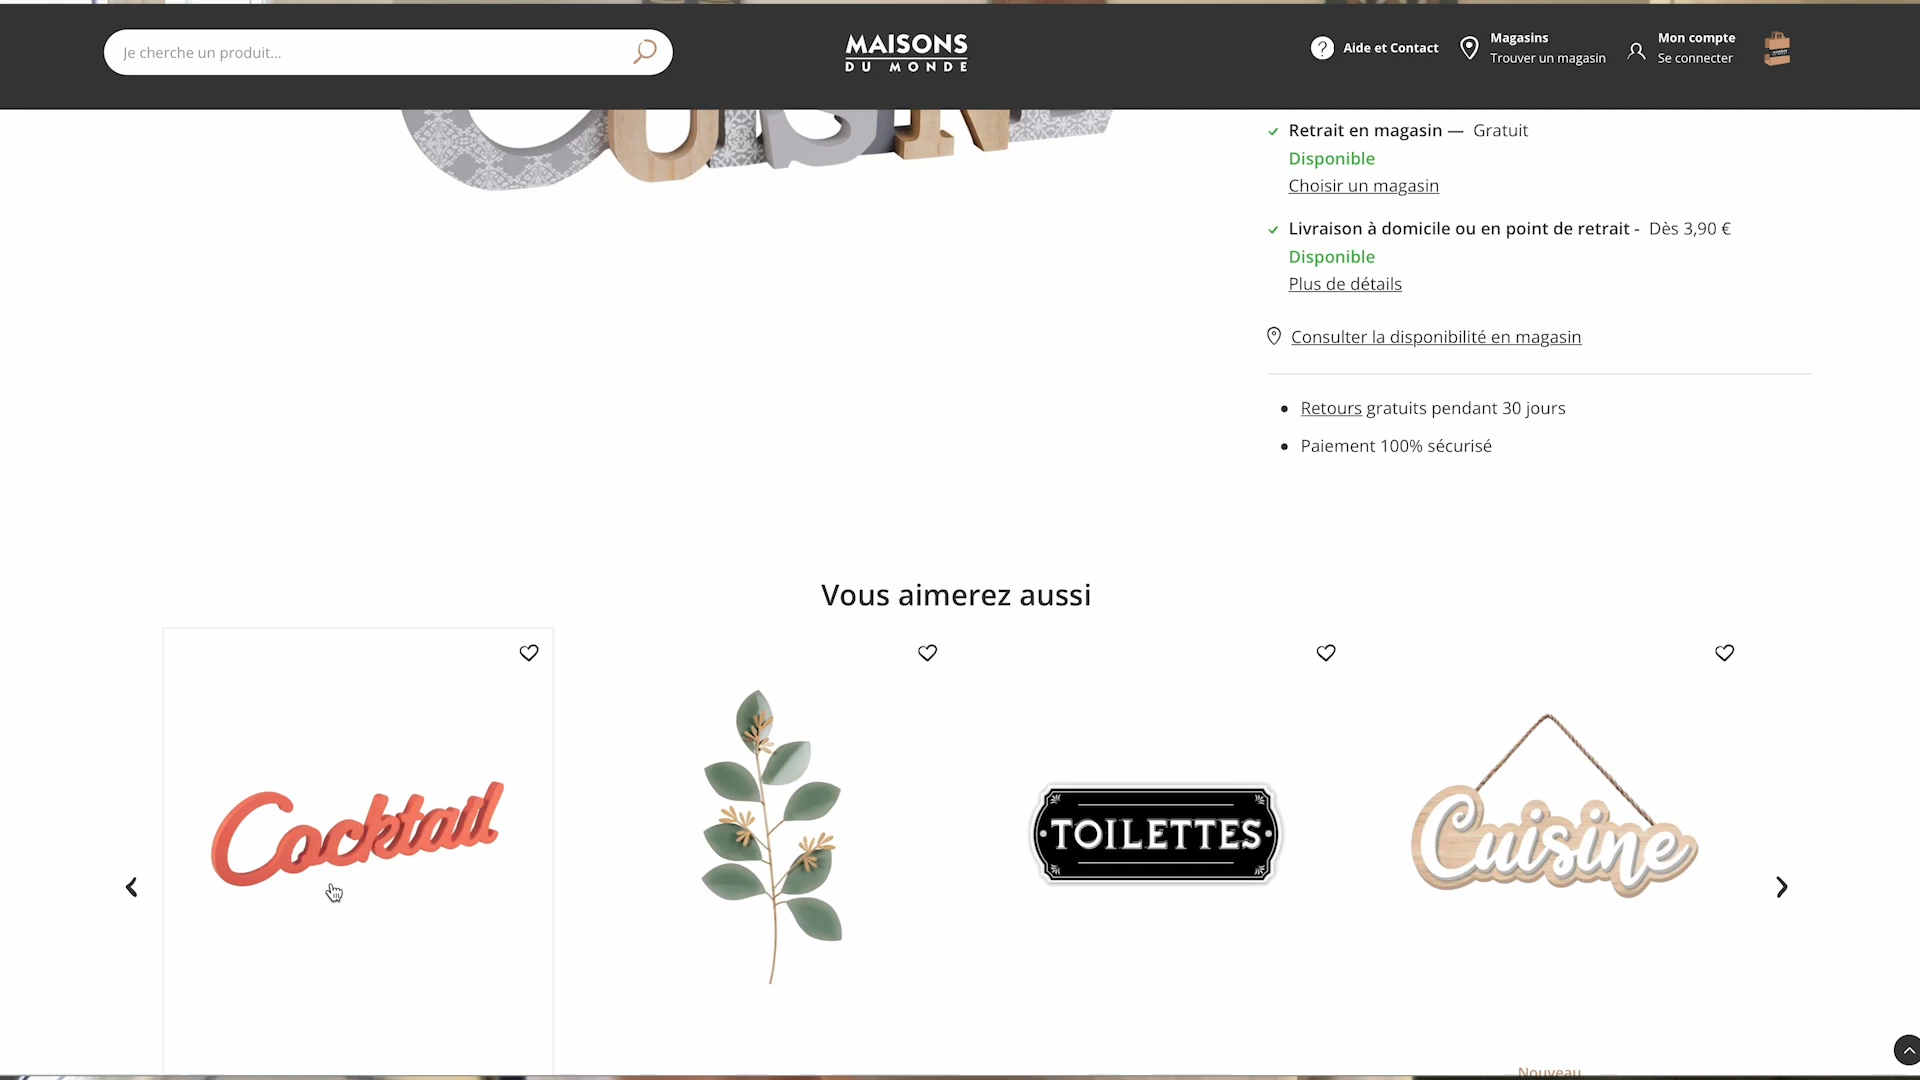 Je cherche un produit...
MAISONS
DU MONDE
? Aide et Contact
Magasins
Trouver un magasin
Mon compte
Se connecter
CUISINE
Retrait en magasin — Gratuit
Disponible
Choisir un magasin
Livraison à domicile ou en point de retrait - Dès 3,90 €
Disponible
Plus de détails
Consulter la disponibilité en magasin
Retours gratuits pendant 30 jours
Paiement 100% sécurisé
Vous aimerez aussi
Cocktail
TOILETTES
Cuisine
Nouveau